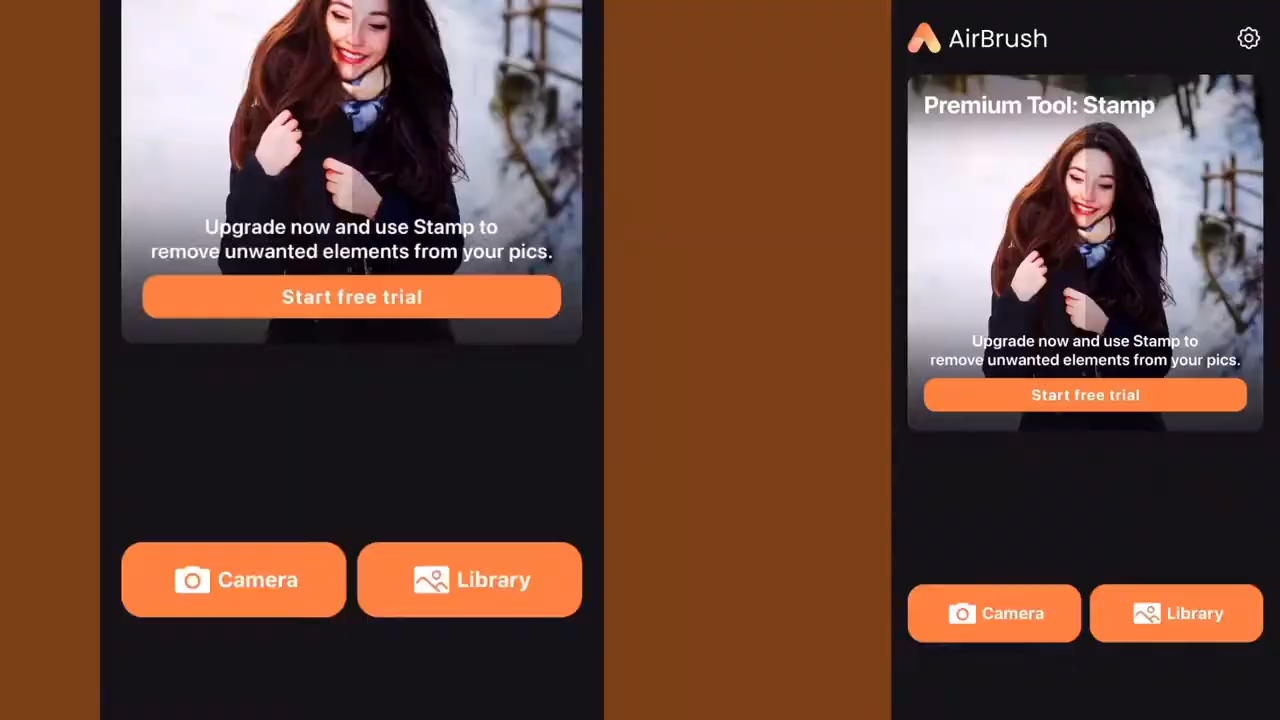 Upgrade now and use Stamp to
remove unwanted elements from your pics.
Start free trial
Camera
Library
AirBrush
Premium Tool: Stamp
Upgrade now and use Stamp to
remove unwanted elements from your pics.
Start free trial
Camera
Library